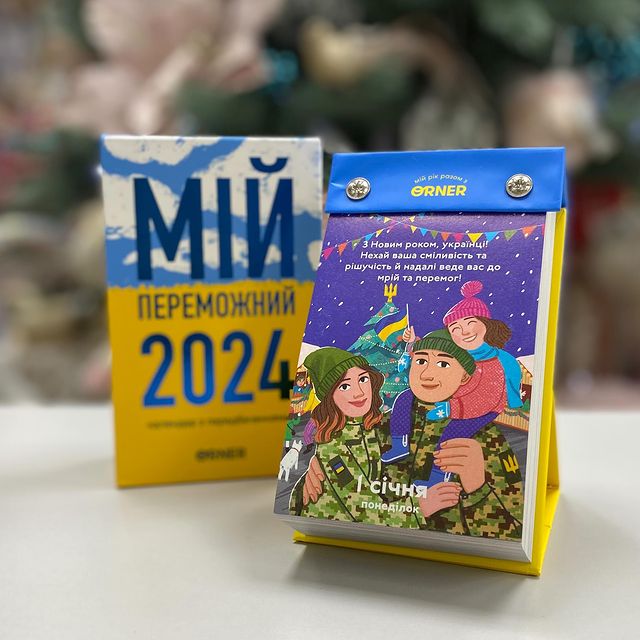 МІЙ
ПЕРЕМОЖНИЙ
2024
ORNER
мій рік разом з
ORNER
З Новим роком, українці!
Нехай ваша сміливість та
рішучість й надалі веде вас до
мрій та перемог!
1 січня
понеділок